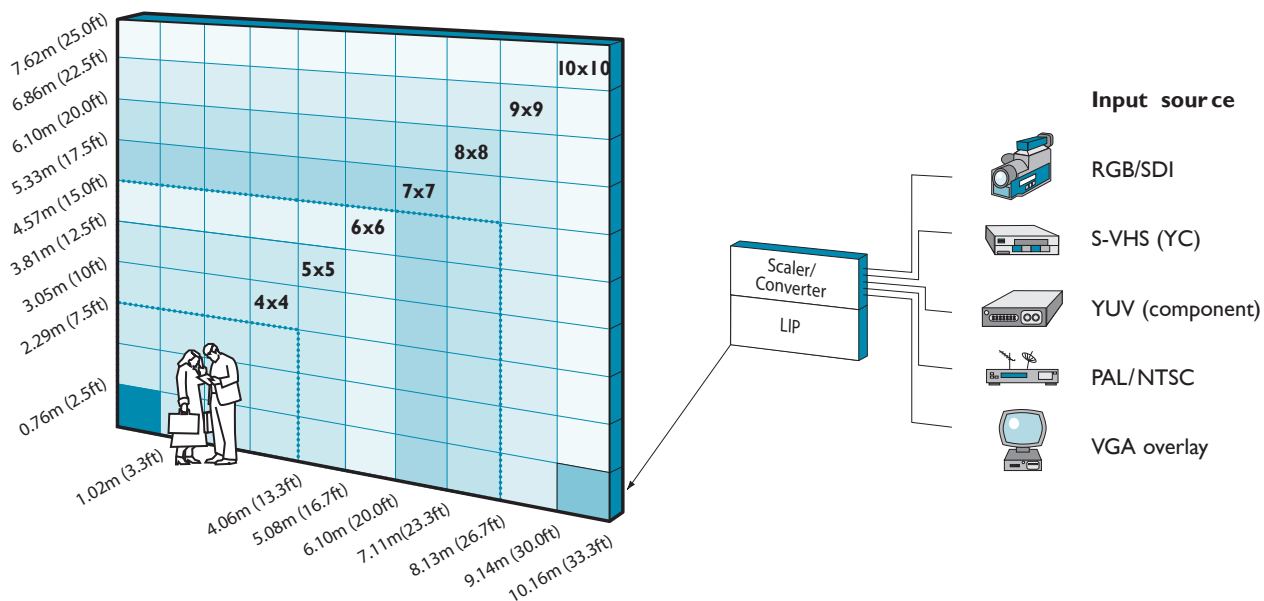 7.62m (25.0ft)
6.86m (22.5ft)
6.10m (20.0ft)
5.33m (17.5ft)
4.57m (15.0ft)
3.81m (12.5ft)
3.05m (10ft)
2.29m (7.5ft)
0.76m (2.5ft)
10x10
9x9
8x8
7x7
6x6
5x5
4x4
1.02m (3.3ft)
4.06m (13.3ft)
5.08m (16.7ft)
6.10m (20.0ft)
7.11m(23.3ft)
8.13m (26.7ft)
9.14m (30.0ft)
10.16m (33.3ft)
Scaler/
Converter
LIP
Input source
RGB/SDI
S-VHS (YC)
YUV (component)
PAL/NTSC
VGA overlay